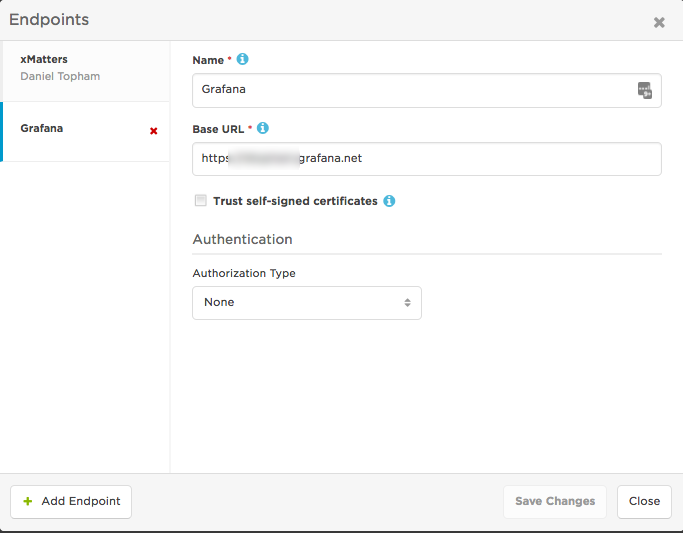 Endpoints
xMatters
Daniel Topham
Grafana
Name *
Grafana
Base URL *
https grafana.net
Trust self-signed certificates
Authentication
Authorization Type
None
Add Endpoint
Save Changes
Close